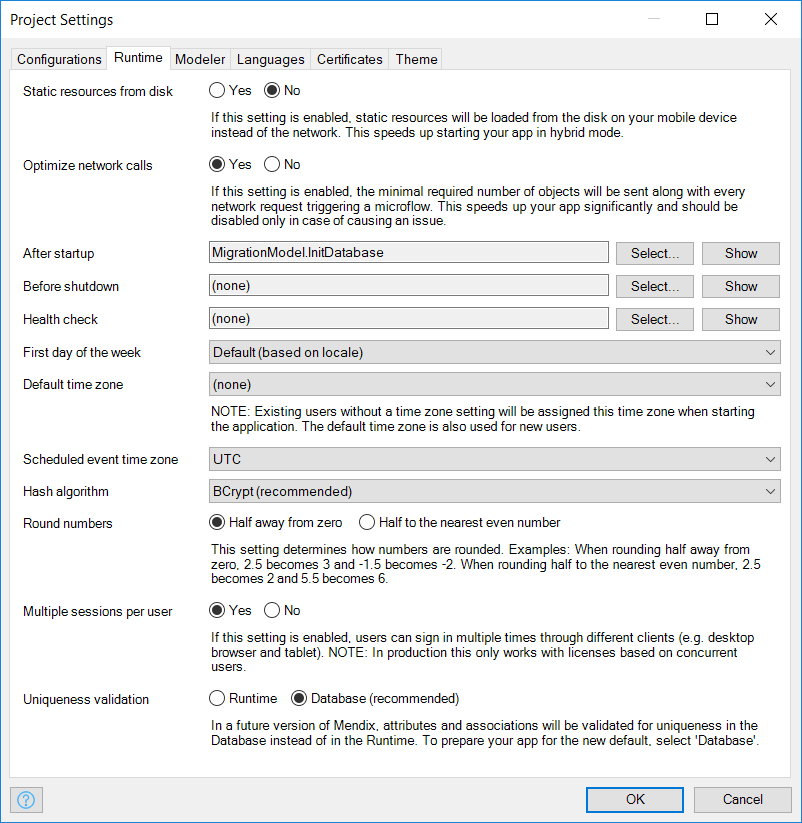 Project Settings
Configurations Runtime Modeler Languages Certificates Theme
Static resources from disk Yes No
If this setting is enabled, static resources will be loaded from the disk on your mobile device
instead of the network. This speeds up starting your app in hybrid mode.
Optimize network calls Yes No
If this setting is enabled, the minimal required number of objects will be sent along with every
network request triggering a microflow. This speeds up your app significantly and should be
disabled only in case of causing an issue.
After startup MigrationModel.InitDatabase Select... Show
Before shutdown (none) Select... Show
Health check (none) Select... Show
First day of the week Default (based on locale)
Default time zone (none)
NOTE: Existing users without a time zone setting will be assigned this time zone when starting
the application. The default time zone is also used for new users.
Scheduled event time zone UTC
Hash algorithm BCrypt (recommended)
Round numbers Half away from zero Half to the nearest even number
This setting determines how numbers are rounded. Examples: When rounding half away from
zero, 2.5 becomes 3 and -1.5 becomes -2. When rounding half to the nearest even number, 2.5
becomes 2 and 5.5 becomes 6.
Multiple sessions per user Yes No
If this setting is enabled, users can sign in multiple times through different clients (e.g. desktop
browser and tablet). NOTE: In production this only works with licenses based on concurrent
users.
Uniqueness validation Runtime Database (recommended)
In a future version of Mendix, attributes and associations will be validated for uniqueness in the
Database instead of in the Runtime. To prepare your app for the new default, select 'Database'.
? OK Cancel